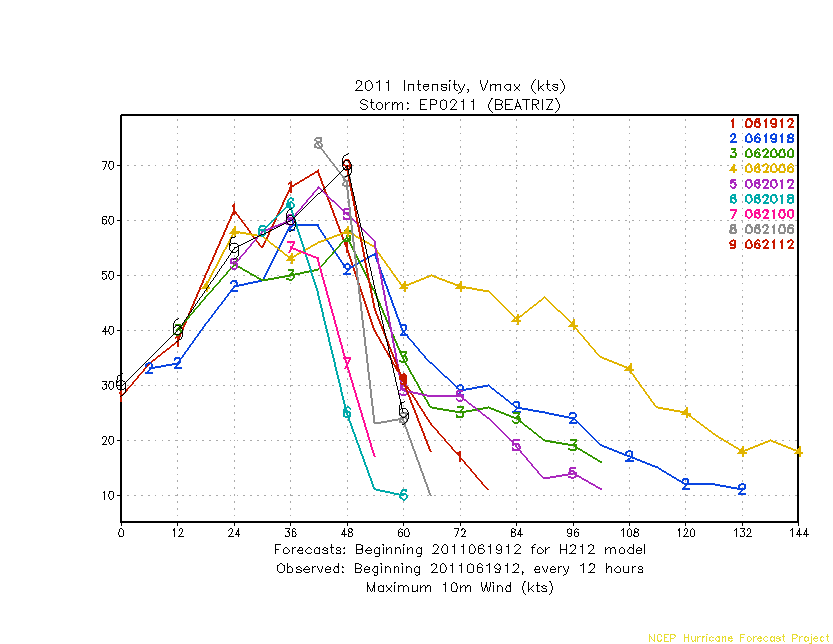 2011 Intensity, Vmax (kts)
Storm: EP0211 (BEATRIZ)
1 061912
2 061918
3 062000
4 062006
5 062012
6 062018
7 062100
8 062106
9 062112
70
60
50
40
30
20
10
0 12 24 36 48 60 72 84 96 108 120 132 144
Forecasts: Beginning 2011061912 for H212 model
Observed: Beginning 2011061912, every 12 hours
Maximum 10m Wind (kts)
NCEP Hurricane Forecast Project